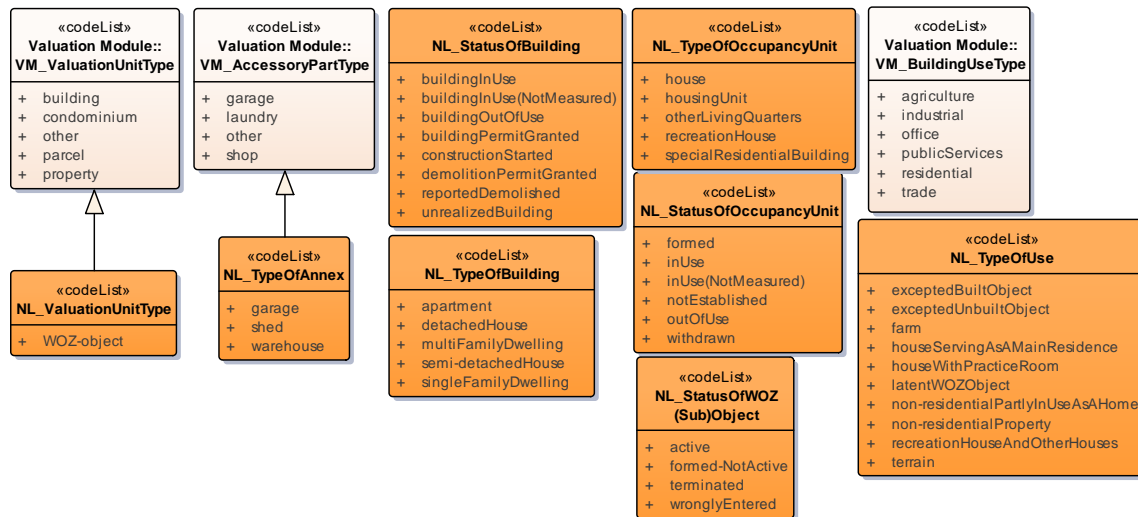 «codeList»
Valuation Module::
VM_ValuationUnitType
+ building
+ condominium
+ other
+ parcel
+ property
«codeList»
NL_ValuationUnitType
+ WOZ-object
«codeList»
Valuation Module::
VM_AccessoryPartType
+ garage
+ laundry
+ other
+ shop
«codeList»
NL_TypeOfAnnex
+ garage
+ shed
+ warehouse
«codeList»
NL_StatusOfBuilding
+ buildingInUse
+ buildingInUse(NotMeasured)
+ buildingOutOfUse
+ buildingPermitGranted
+ constructionStarted
+ demolitionPermitGranted
+ reportedDemolished
+ unrealizedBuilding
«codeList»
NL_TypeOfBuilding
+ apartment
+ detachedHouse
+ multiFamilyDwelling
+ semi-detachedHouse
+ singleFamilyDwelling
«codeList»
NL_TypeOfOccupancyUnit
+ house
+ housingUnit
+ otherLivingQuarters
+ recreationHouse
+ specialResidentialBuilding
«codeList»
NL_StatusOfOccupancyUnit
+ formed
+ inUse
+ inUse(NotMeasured)
+ notEstablished
+ outOfUse
+ withdrawn
«codeList»
NL_StatusOfWOZ
(Sub)Object
+ active
+ formed-NotActive
+ terminated
+ wronglyEntered
«codeList»
Valuation Module::
VM_BuildingUseType
+ agriculture
+ industrial
+ office
+ publicServices
+ residential
+ trade
«codeList»
NL_TypeOfUse
+ exceptedBuiltObject
+ exceptedUnbuiltObject
+ farm
+ houseServingAsAMainResidence
+ houseWithPracticeRoom
+ latentWOZObject
+ non-residentialPartlyInUseAsAHome
+ non-residentialProperty
+ recreationHouseAndOtherHouses
+ terrain